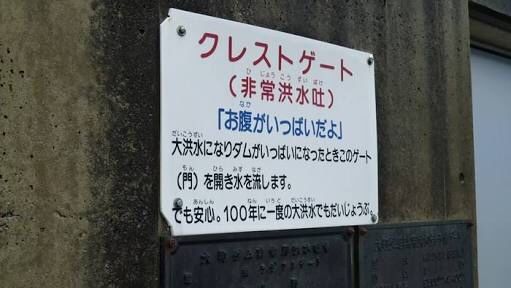 クレストゲート
（非常洪水吐）
「お腹がいっぱいだよ」
大洪水になりダムがいっぱいになったときこのゲート
（門）を開き水を流します。
でも安心。100年に一度の大洪水でもだいじょうぶ。